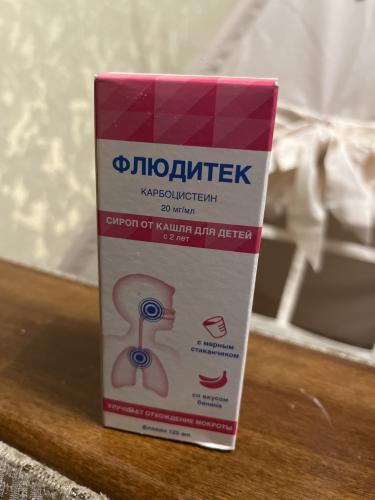 ФЛЮДИТЕК
КАРБОЦИСТЕИН
20 мг/мл
СИРОП ОТ КАШЛЯ ДЛЯ ДЕТЕЙ
с 2 лет
с мерным
стаканчиком
со вкусом
банана
УЛУЧШАЕТ ОТХОЖДЕНИЕ МОКРОТЫ
флакон 125 мл